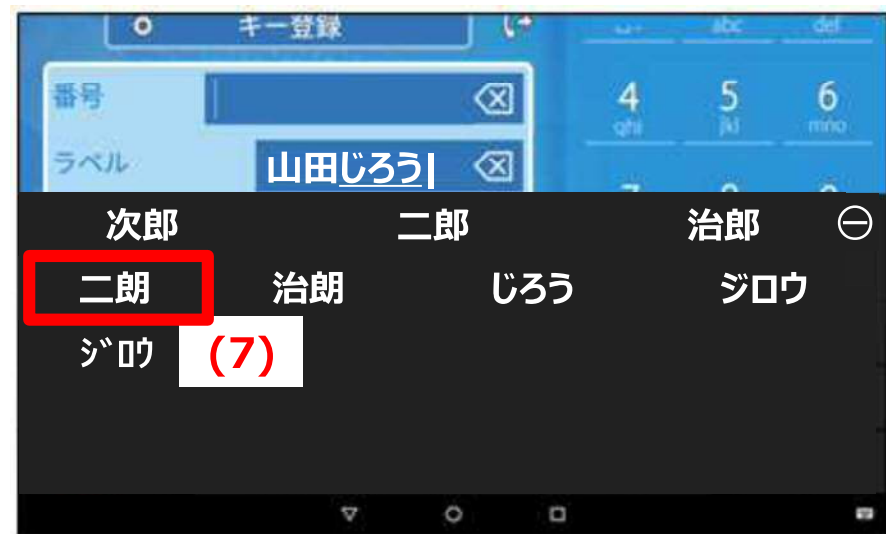 キー登録
abc def
番号
4 5 6
ghi jkl mno
ラベル 山田じろう
次郎 二郎 治郎
二朗 治朗 じろう ジロウ
ｼﾞﾛｳ (7)